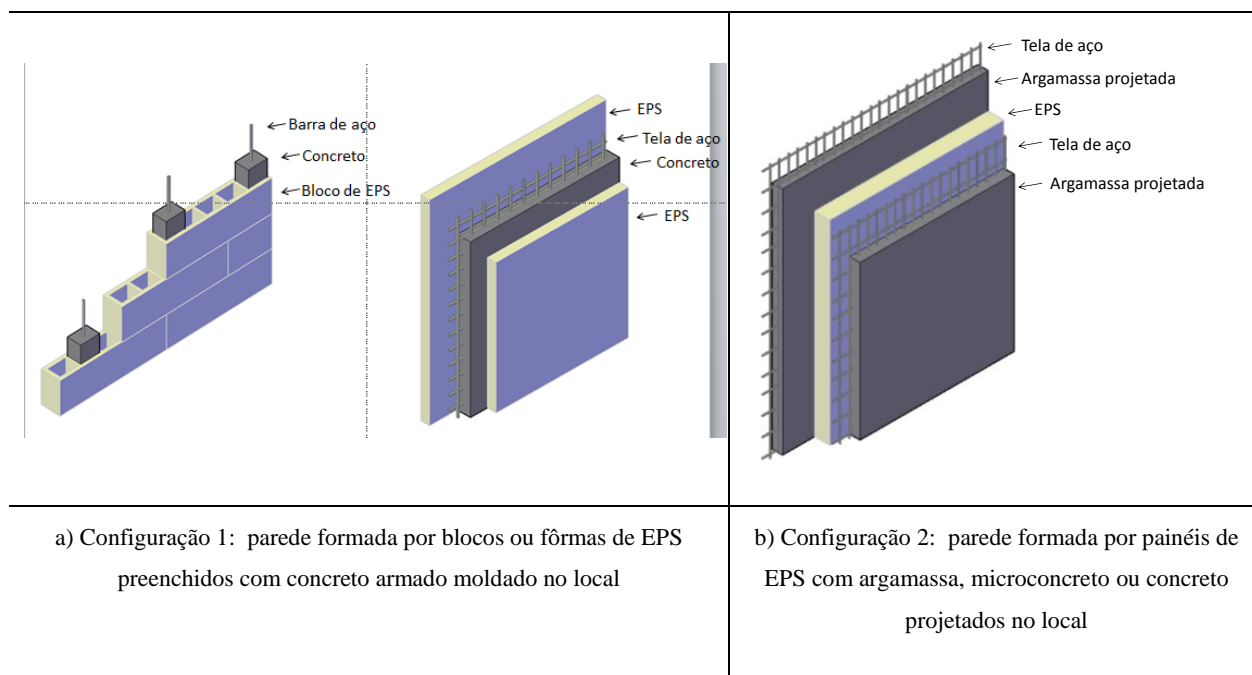 Barra de aço
Concreto
Bloco de EPS
EPS
Tela de aço
Concreto
EPS
Tela de aço
Argamassa projetada
EPS
Tela de aço
Argamassa projetada
a) Configuração 1:  parede formada por blocos ou fôrmas de EPS
preenchidos com concreto armado moldado no local
b) Configuração 2:  parede formada por painéis de
EPS com argamassa, microconcreto ou concreto
projetados no local